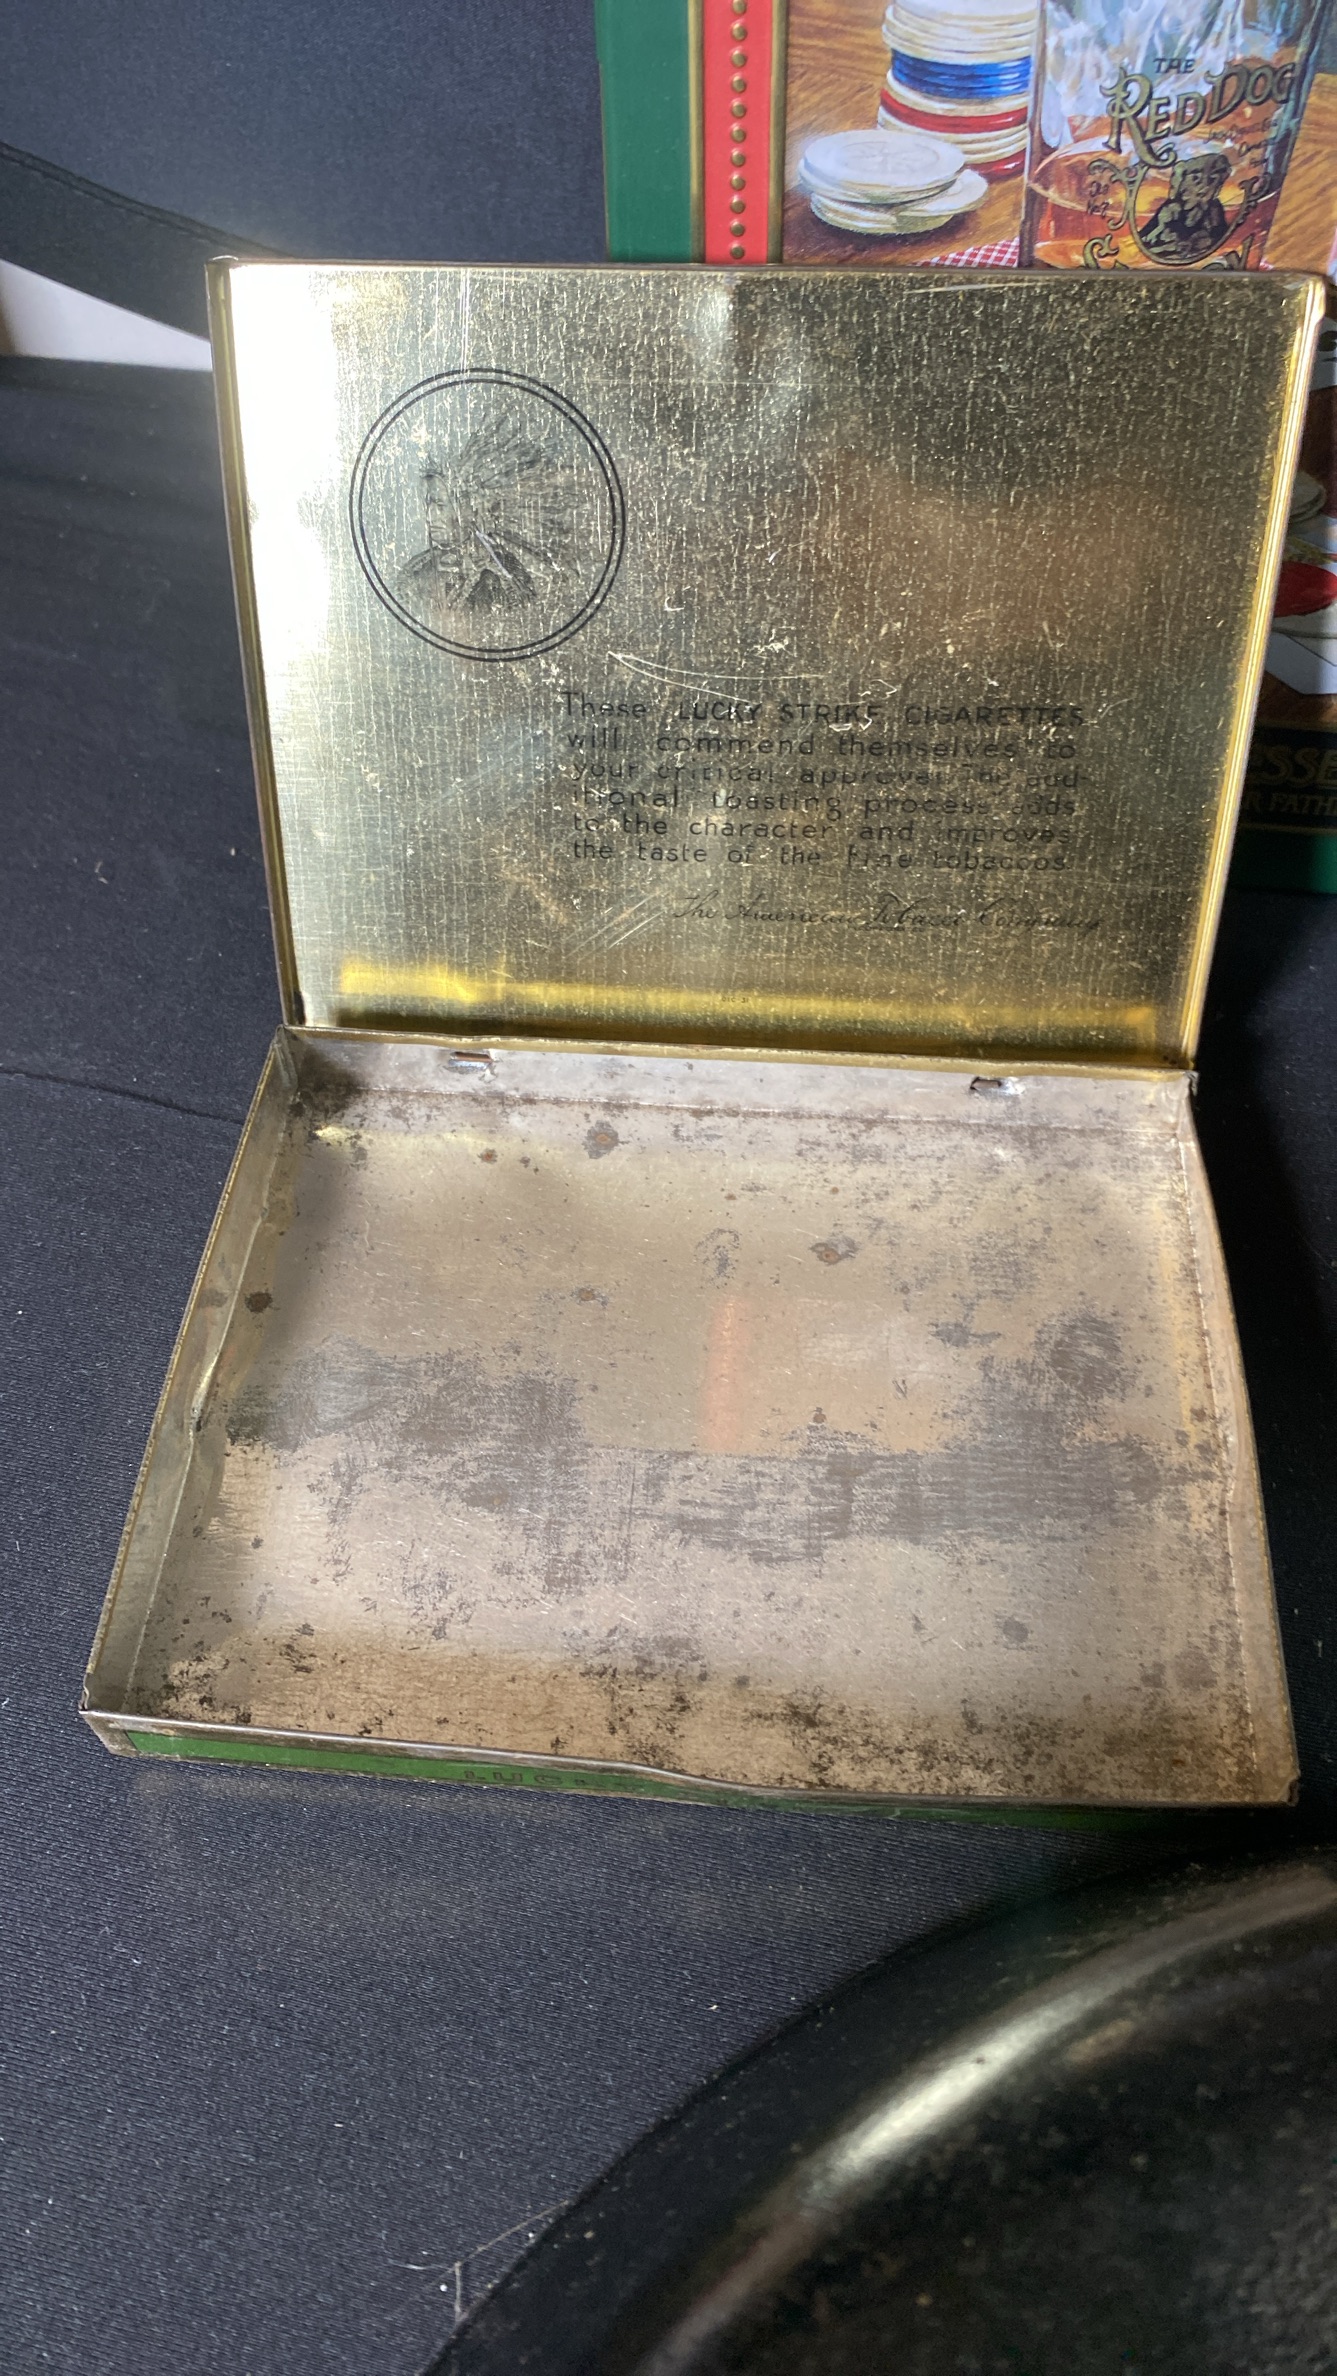 THE
RED DOG
These LUCKY STRIKE CIGARETTES
will commend themselves to
your critical approval. The add-
itional toasting process adds
to the character and improves
the taste of the fine tobaccos.
The American Tobacco Company